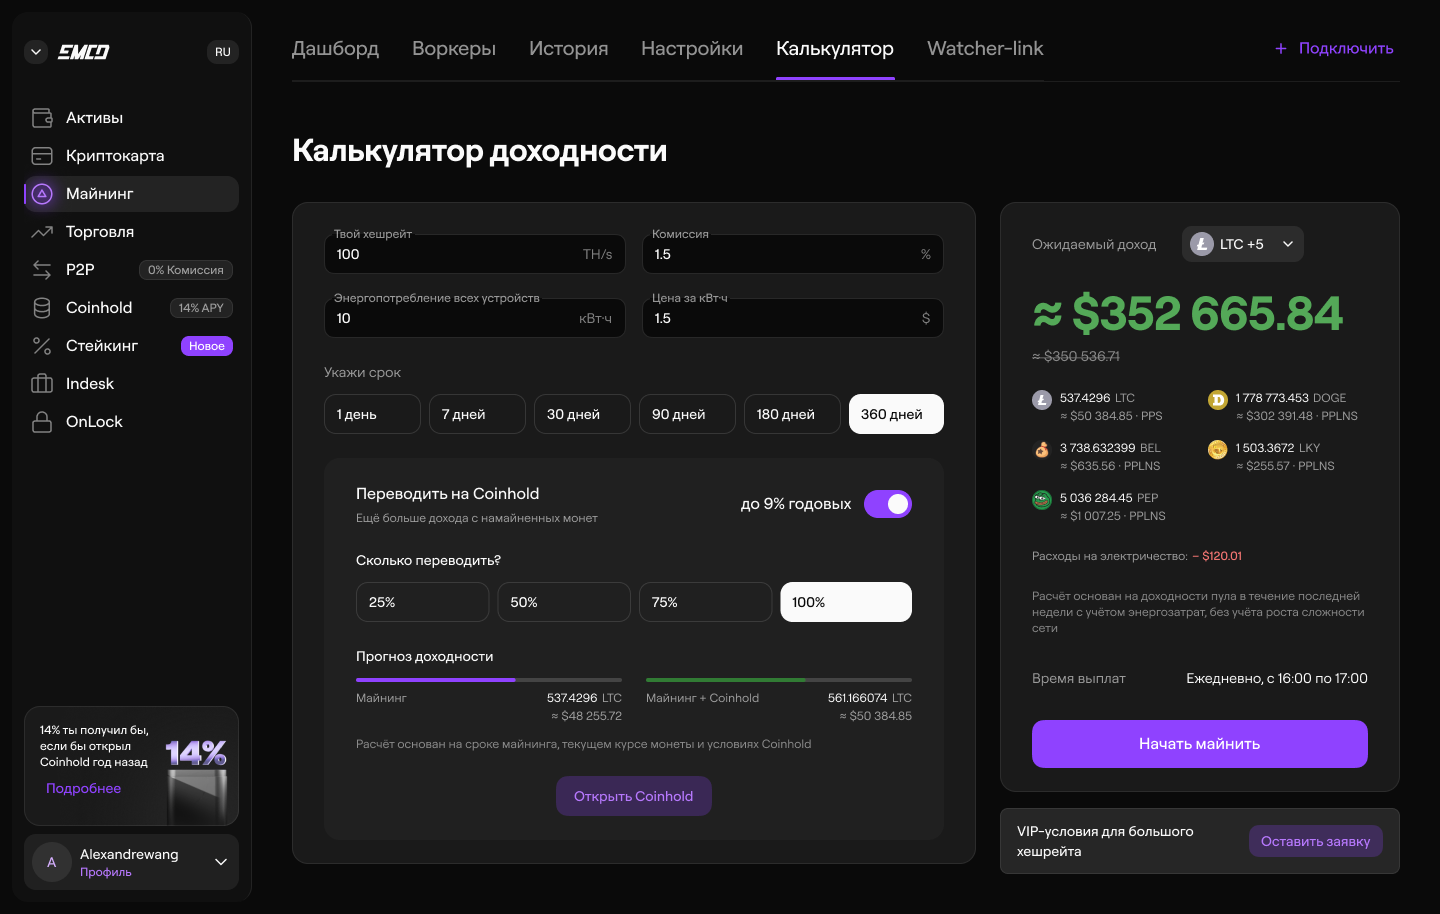 EMCD
RU
Активы
Криптокарта
Майнинг
Торговля
P2P
0% Комиссия
Coinhold
14% APY
Стейкинг
Новое
Indesk
OnLock
14% ты получил бы,
если бы открыл
Coinhold год назад
Подробнее
14%
A
Alexandrewang
Профиль
Дашборд
Воркеры
История
Настройки
Калькулятор
Watcher-link
+ Подключить
Калькулятор доходности
Твой хешрейт
100 TH/s
Комиссия
1.5 %
Энергопотребление всех устройств
10 кВт·ч
Цена за кВт·ч
1.5 $
Укажи срок
1 день
7 дней
30 дней
90 дней
180 дней
360 дней
Переводить на Coinhold
Ещё больше дохода с намайненных монет
до 9% годовых
Сколько переводить?
25%
50%
75%
100%
Прогноз доходности
Майнинг
537.4296 LTC
≈ $48 255.72
Майнинг + Coinhold
561.166074 LTC
≈ $50 384.85
Расчёт основан на сроке майнинга, текущем курсе монеты и условиях Coinhold
Открыть Coinhold
Ожидаемый доход
LTC +5
≈ $352 665.84
≈ $350 536.71
537.4296 LTC
≈ $50 384.85 · PPS
1 778 773.453 DOGE
≈ $302 391.48 · PPLNS
3 738.632399 BEL
≈ $635.56 · PPLNS
1 503.3672 LKY
≈ $255.57 · PPLNS
5 036 284.45 PEP
≈ $1 007.25 · PPLNS
Расходы на электричество: − $120.01
Расчёт основан на доходности пула в течение последней
недели с учётом энергозатрат, без учёта роста сложности
сети
Время выплат
Ежедневно, с 16:00 по 17:00
Начать майнить
VIP-условия для большого
хешрейта
Оставить заявку